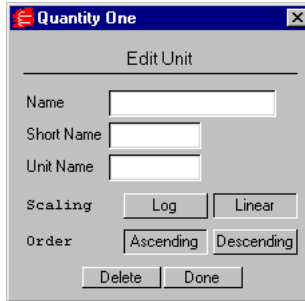 Quantity One
Edit Unit
Name
Short Name
Unit Name
Scaling Log Linear
Order Ascending Descending
Delete Done